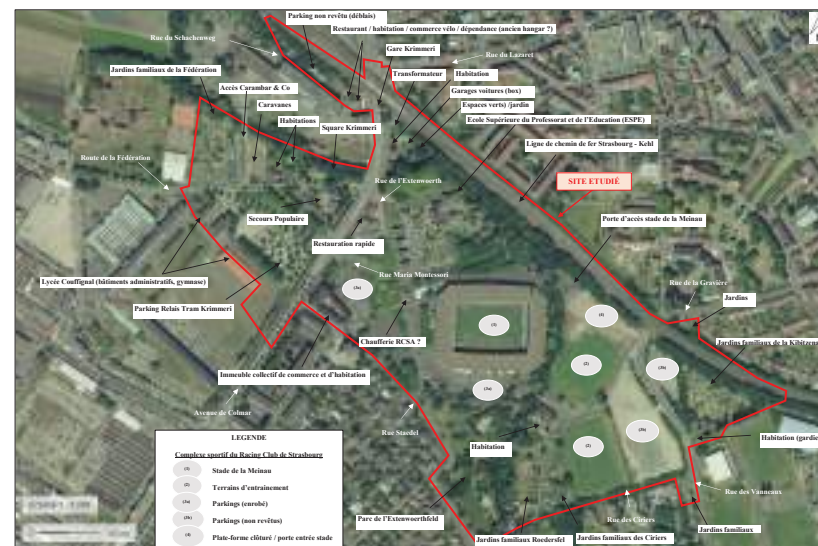 Parking non revêtu (déblais)
Restaurant / habitation / commerce vélo / dépendance (ancien hangar ?)
Rue du Schachenweg
Gare Krimmeri
Rue du Lazaret
Jardins familiaux de la Fédération
Transformateur
Habitation
Accès Carambar & Co
Garages voitures (box)
Caravanes
Espaces verts) /jardin
Habitations
Ecole Supérieure du Professorat et de l'Education (ESPE)
Square Krimmeri
Ligne de chemin de fer Strasbourg - Kehl
Route de la Fédération
Rue de l'Extenwoerth
SITE ETUDIÉ
Secours Populaire
Porte d'accès stade de la Meinau
Restauration rapide
Rue Maria Montessori
Lycée Couffignal (bâtiments administratifs, gymnase)
Rue de la Gravière
(3a)
Jardins
Parking Relais Tram Krimmeri
(4)
(1)
Chaufferie RCSA ?
Jardins familiaux de la Kibitzena
(2)
(3b)
Immeuble collectif de commerce et d'habitation
(3a)
Avenue de Colmar
Rue Staedel
(3b)
LEGENDE
Habitation
(2)
Habitation (gardie
Complexe sportif du Racing Club de Strasbourg
(1) Stade de la Meinau
(2) Terrains d'entrainement
Parc de l'Extenwoerthfeld
Rue des Vanneaux
(3a) Parkings (enrobé)
(3b) Parkings (non revêtus)
Rue des Ciriers
Jardins familiaux
(4) Plate-forme clôturé / porte entrée stade
Jardins familiaux Roedersfel
Jardins familiaux des Ciriers